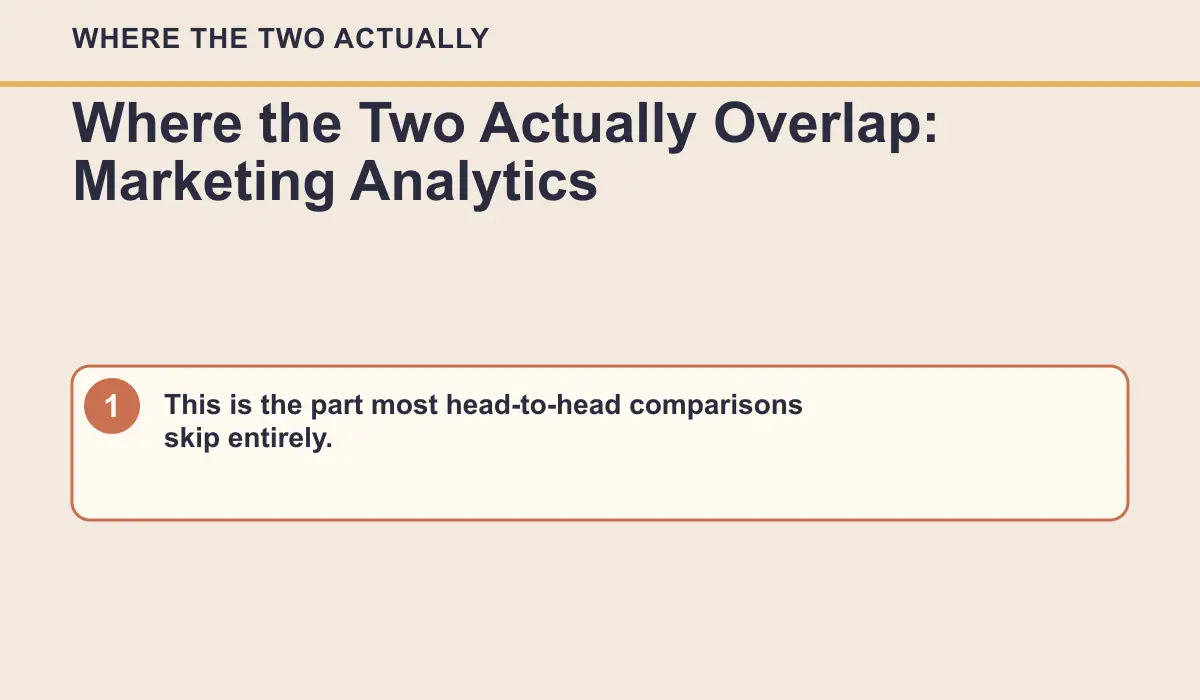 WHERE THE TWO ACTUALLY
Where the Two Actually Overlap:
Marketing Analytics
1
This is the part most head-to-head comparisons
skip entirely.